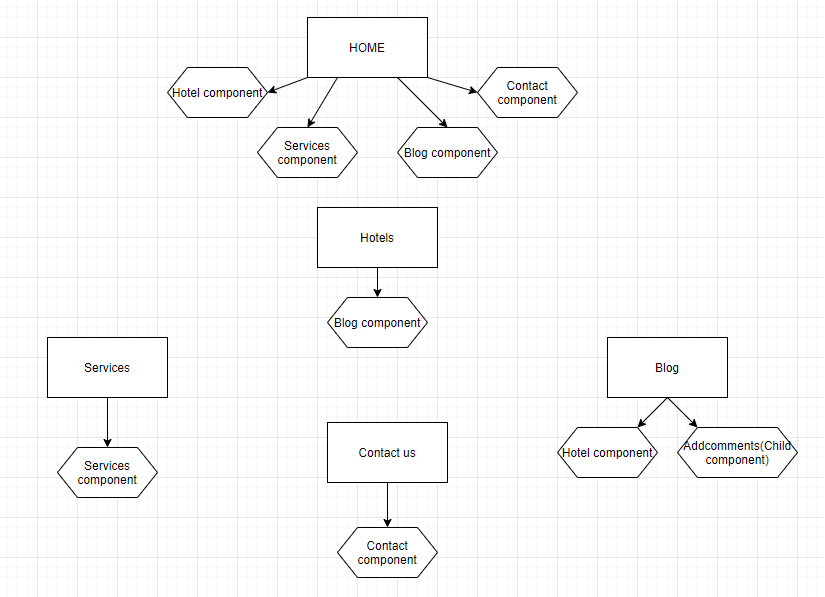 HOME
Hotel component
Contact
component
Services
component
Blog component
Hotels
Blog component
Services
Blog
Services
component
Contact us
Hotel component
Addcomments(Child
component)
Contact
component